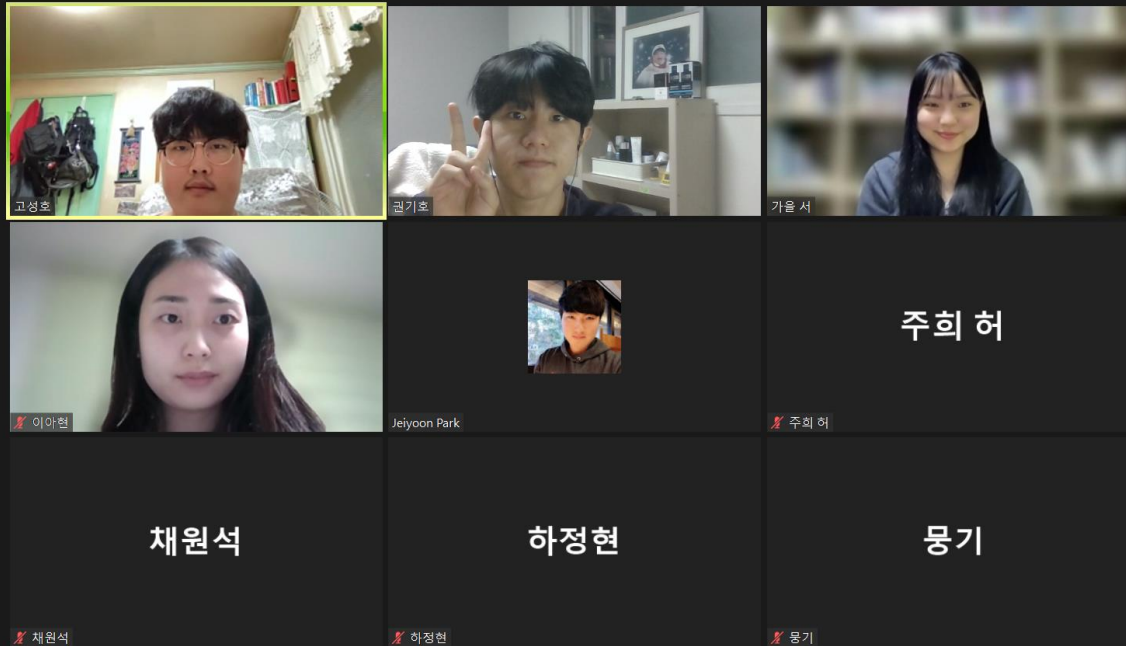 고성호
권기호
가을 서
이아현
Jeiyoon Park
주희 허
주희 허
채원석
채원석
하정현
하정현
뭉기
뭉기